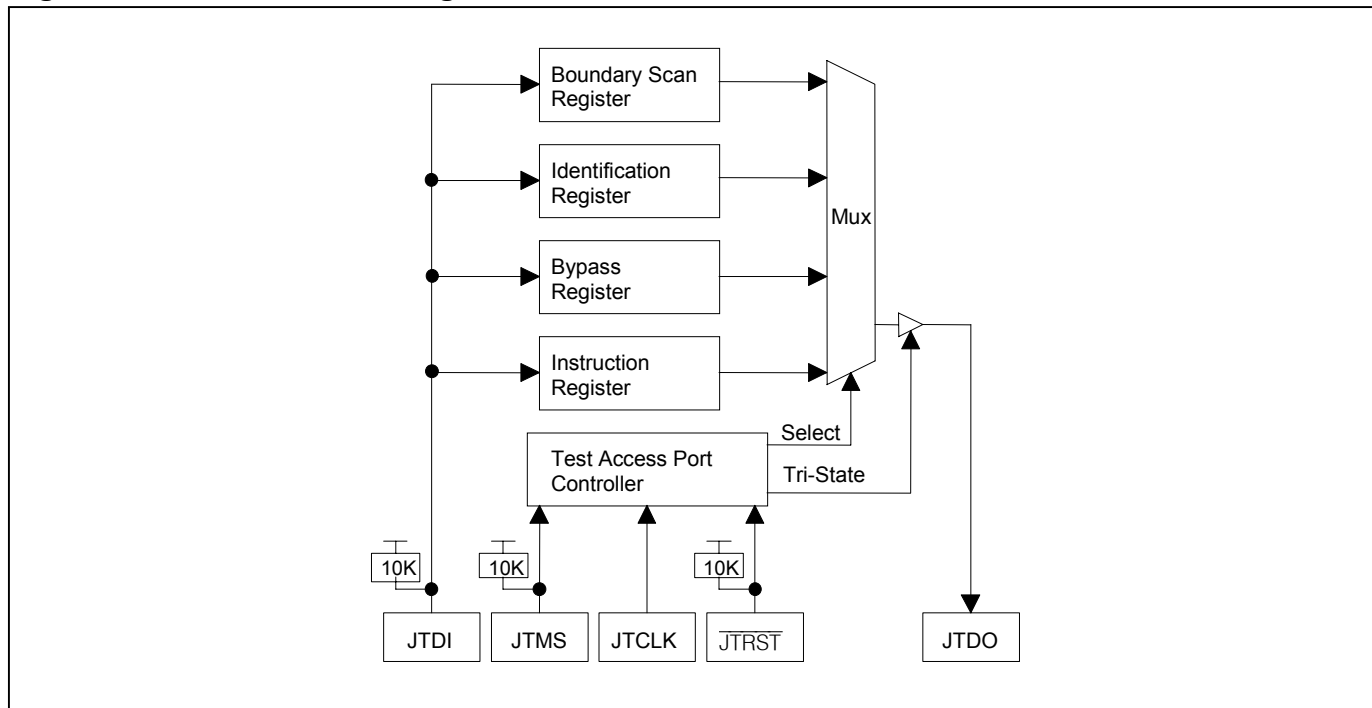 Boundary Scan
Register
Identification
Register
Mux
Bypass
Register
Instruction
Register
Select
Test Access Port
Controller
Tri-State
10K
10K
10K
JTDI
JTMS
JTCLK
JTRST
JTDO